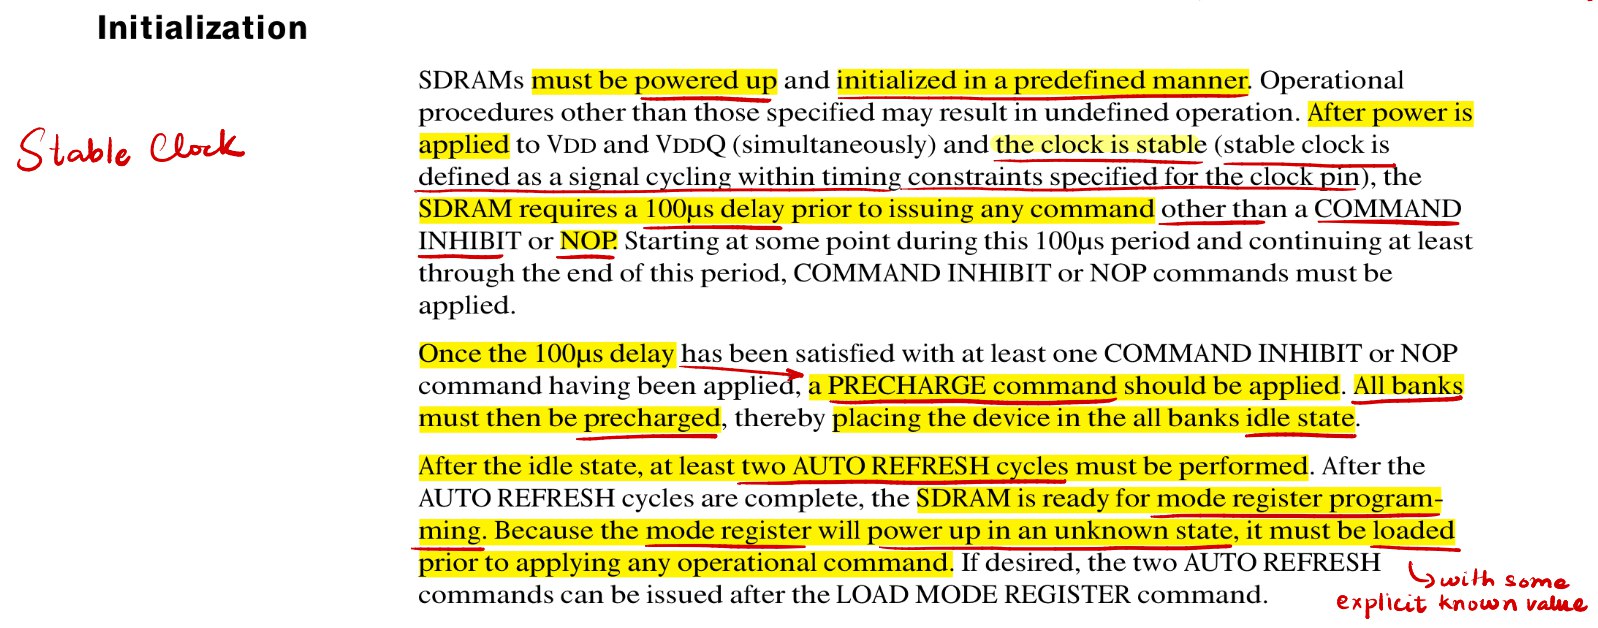 Initialization
SDRAMs must be powered up and initialized in a predefined manner. Operational
procedures other than those specified may result in undefined operation. After power is
Stable Clock
applied to VDD and VDDQ (simultaneously) and the clock is stable (stable clock is
defined as a signal cycling within timing constraints specified for the clock pin), the
SDRAM requires a 100µs delay prior to issuing any command other than a COMMAND
INHIBIT or NOP. Starting at some point during this 100µs period and continuing at least
through the end of this period, COMMAND INHIBIT or NOP commands must be
applied.
Once the 100µs delay has been satisfied with at least one COMMAND INHIBIT or NOP
command having been applied, a PRECHARGE command should be applied. All banks
must then be precharged, thereby placing the device in the all banks idle state.
After the idle state, at least two AUTO REFRESH cycles must be performed. After the
AUTO REFRESH cycles are complete, the SDRAM is ready for mode register program-
ming. Because the mode register will power up in an unknown state, it must be loaded
prior to applying any operational command. If desired, the two AUTO REFRESH
commands can be issued after the LOAD MODE REGISTER command.
with some
explicit known value